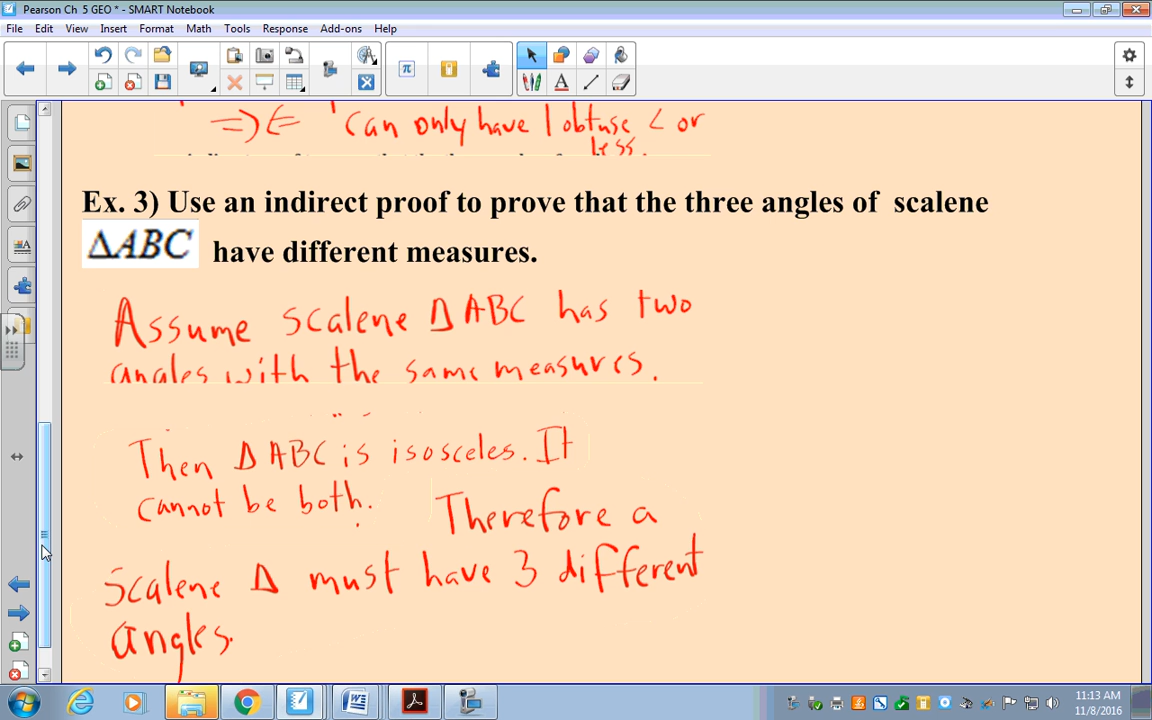 Pearson Ch 5 GEO * - SMART Notebook
File Edit View Insert Format Math Tools Response Add-ons Help
=> <= can only have 1 obtuse < or
less
Ex. 3) Use an indirect proof to prove that the three angles of scalene
ΔABC have different measures.
Assume scalene Δ ABC has two
angles with the same measures.
Then Δ ABC is isosceles. It
cannot be both. Therefore a
Scalene Δ must have 3 different
angles.
11:13 AM
11/8/2016